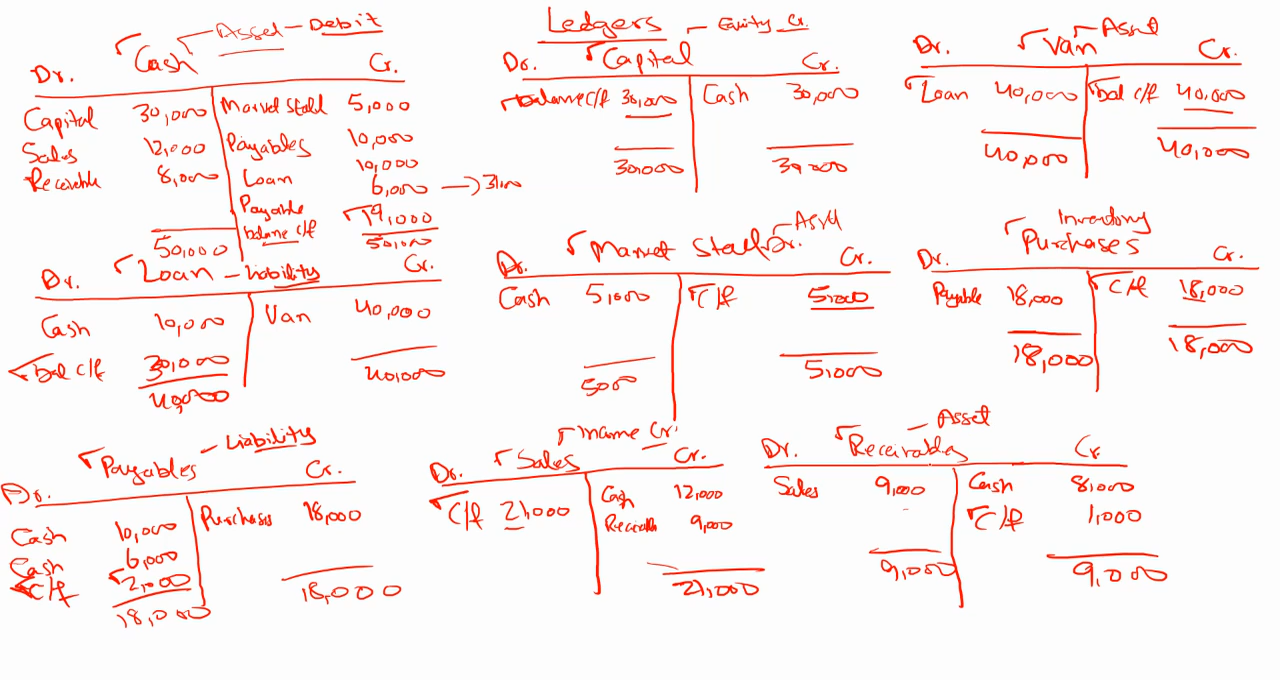 Ledgers
Cash - Asset - Debit
Dr. Cr.
Capital 30,000 Market Stall 5,000
Sales 12,000 Payables 10,000
Receivable 8,000 Loan 10,000
Payable 6,000 → 31,000
balance c/f 19,000
50,000 50,000
Capital - Equity Cr.
Dr. Cr.
balance c/f 30,000 Cash 30,000
30,000 30,000
Van - Asset
Dr. Cr.
Loan 40,000 bal c/f 40,000
40,000 40,000
Loan - Liability
Dr. Cr.
Cash 10,000 Van 40,000
bal c/f 30,000
40,000 40,000
Market Stall - Asset
Dr. Dr. Cr.
Cash 5,000 C/f 5,000
5000 5,000
Inventory
Purchases
Dr. Cr.
Payable 18,000 C/f 18,000
18,000 18,000
Payables - Liability
Dr. Cr.
Cash 10,000 Purchases 18,000
Cash 6,000
C/f 2,000
18,000 18,000
Sales - Income Cr.
Dr. Cr.
C/f 21,000 Cash 12,000
Receivable 9,000
21,000
Receivables - Asset
Dr. Cr.
Sales 9,000 Cash 8,000
C/f 1,000
9,000 9,000